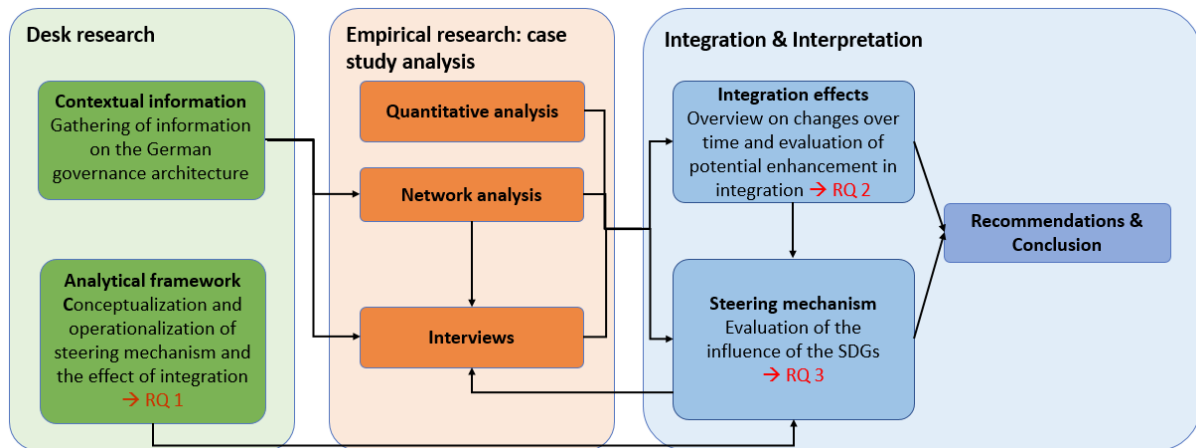 Desk research
Contextual information
Gathering of information
on the German
governance architecture
Analytical framework
Conceptualization and
operationalization of
steering mechanism and
the effect of integration
→ RQ 1
Empirical research: case
study analysis
Quantitative analysis
Network analysis
Interviews
Integration & Interpretation
Integration effects
Overview on changes over
time and evaluation of
potential enhancement in
integration → RQ 2
Steering mechanism
Evaluation of the
influence of the SDGs
→ RQ 3
Recommendations &
Conclusion